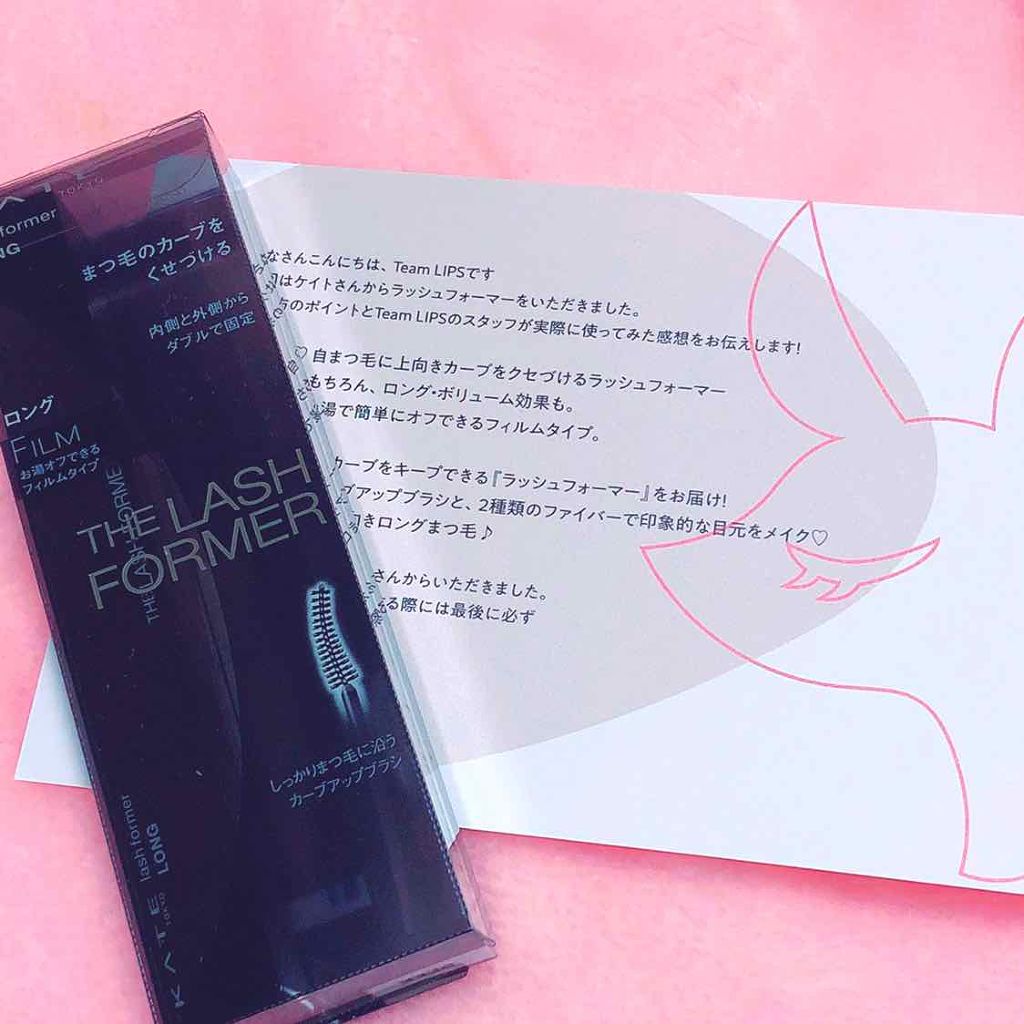 TOKYO
former
NG
まつ毛のカーブを
くせづける
内側と外側から
ダブルで固定
ロング
FILM
お湯オフできる
フィルムタイプ
THE LASH
FORMER
THE LASH FORME
しっかりまつ毛に沿う
カーブアップブラシ
KATE TOKYO
lash former
LONG
なさんこんにちは、Team LIPSです
はケイトさんからラッシュフォーマーをいただきました。
のポイントとTeam LIPSのスタッフが実際に使ってみた感想をお伝えします!
♡ 自まつ毛に上向きカーブをクセづけるラッシュフォーマー
もちろん、ロング・ボリューム効果も。
湯で簡単にオフできるフィルムタイプ。
カーブをキープできる『ラッシュフォーマー』をお届け!
ブアップブラシと、2種類のファイバーで印象的な目元をメイク♡
きロングまつ毛♪
さんからいただきました。
る際には最後に必ず